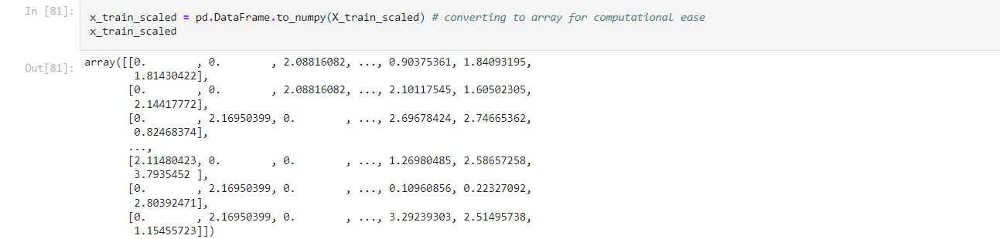 In [81]:
x_train_scaled = pd.DataFrame.to_numpy(X_train_scaled) # converting to array for computational ease
x_train_scaled
Out[81]:
array([[0.        , 0.        , 2.08816082, ..., 0.90375361, 1.84093195,
        1.81430422],
       [0.        , 0.        , 2.08816082, ..., 2.10117545, 1.60502305,
        2.14417772],
       [0.        , 2.16950399, 0.        , ..., 2.69678424, 2.74665362,
        0.82468374],
       ...,
       [2.11480423, 0.        , 0.        , ..., 1.26980485, 2.58657258,
        3.7935452 ],
       [0.        , 2.16950399, 0.        , ..., 0.10960856, 0.22327092,
        2.80392471],
       [0.        , 2.16950399, 0.        , ..., 3.29239303, 2.51495738,
        1.15455723]])